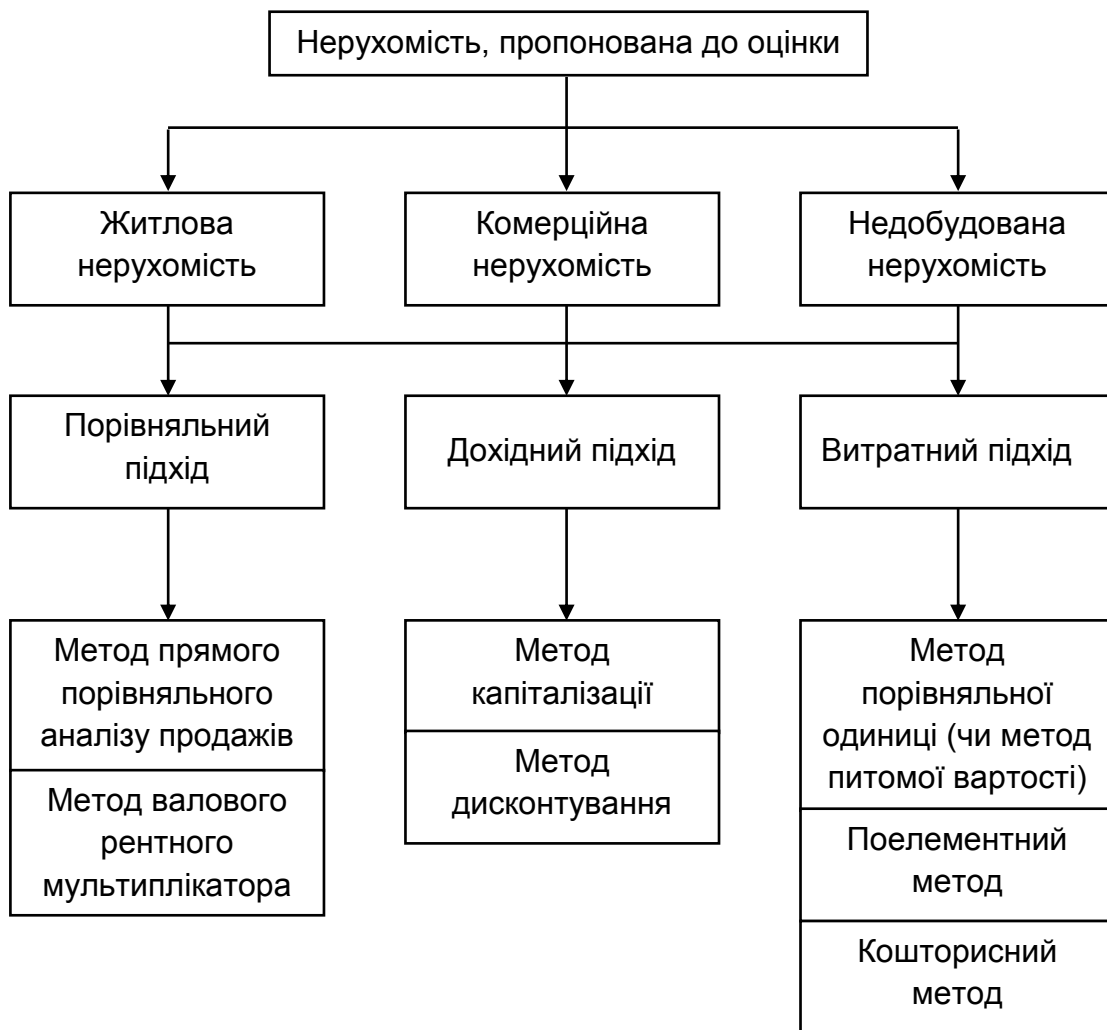 Нерухомість, пропонована до оцінки
Житлова
нерухомість
Комерційна
нерухомість
Недобудована
нерухомість
Порівняльний
підхід
Дохідний підхід
Витратний підхід
Метод прямого
порівняльного
аналізу продажів
Метод валового
рентного
мультиплікатора
Метод
капіталізації
Метод
дисконтування
Метод
порівняльної
одиниці (чи метод
питомої вартості)
Поелементний
метод
Кошторисний
метод